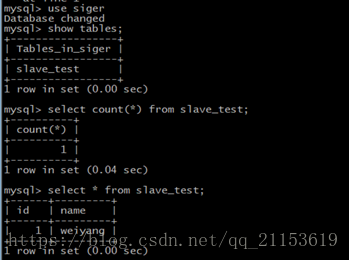 mysql> use siger
Database changed
mysql> show tables;
+-----------------+
| Tables_in_siger |
+-----------------+
| slave_test      |
+-----------------+
1 row in set (0.00 sec)
mysql> select count(*) from slave_test;
+----------+
| count(*) |
+----------+
|        1 |
+----------+
1 row in set (0.04 sec)
mysql> select * from slave_test;
+------+---------+
| id   | name    |
+------+---------+
|    1 | weiyang |
+------+---------+
1 row in set (0.00 sec)
https://blog.csdn.net/qq_21153619